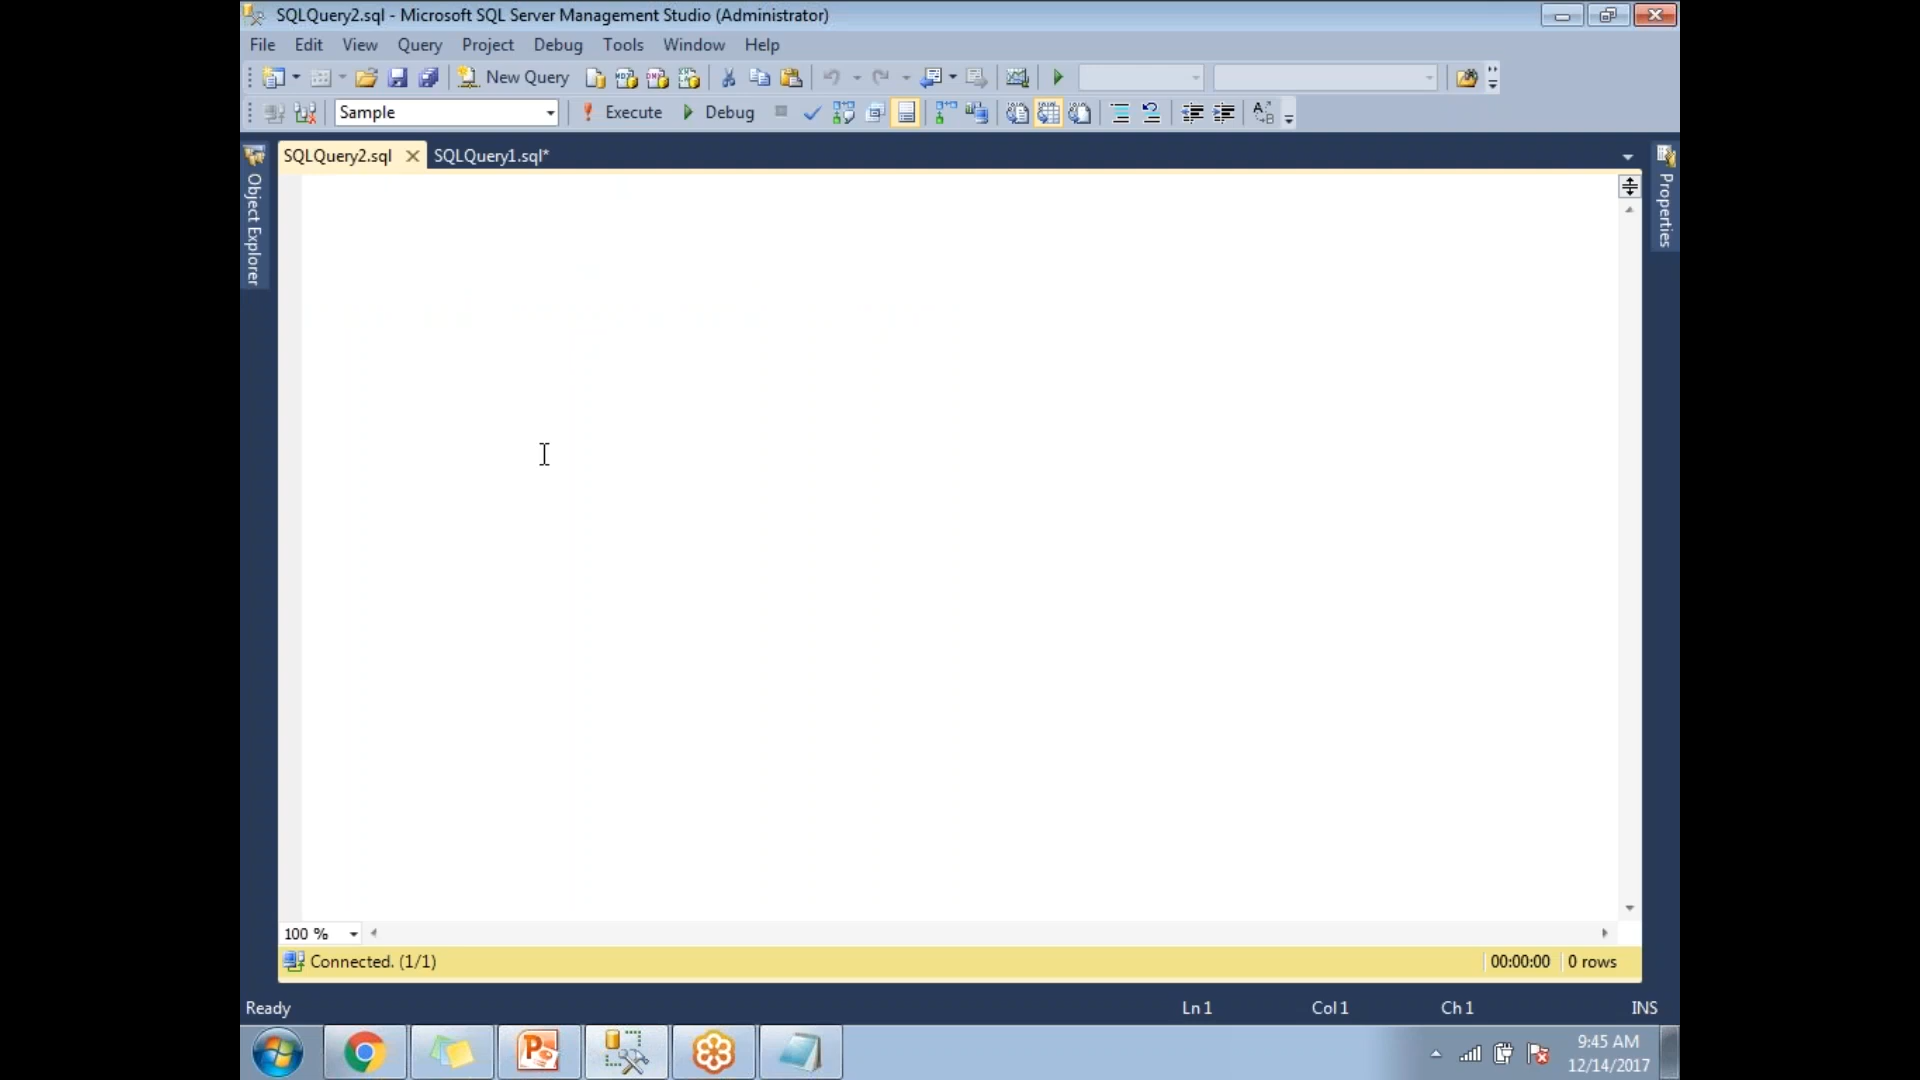 SQLQuery2.sql - Microsoft SQL Server Management Studio (Administrator)
File Edit View Query Project Debug Tools Window Help
New Query
Sample Execute Debug
SQLQuery2.sql SQLQuery1.sql*
Object Explorer
Properties
100 %
Connected. (1/1) 00:00:00 0 rows
Ready Ln 1 Col 1 Ch 1 INS
9:45 AM
12/14/2017